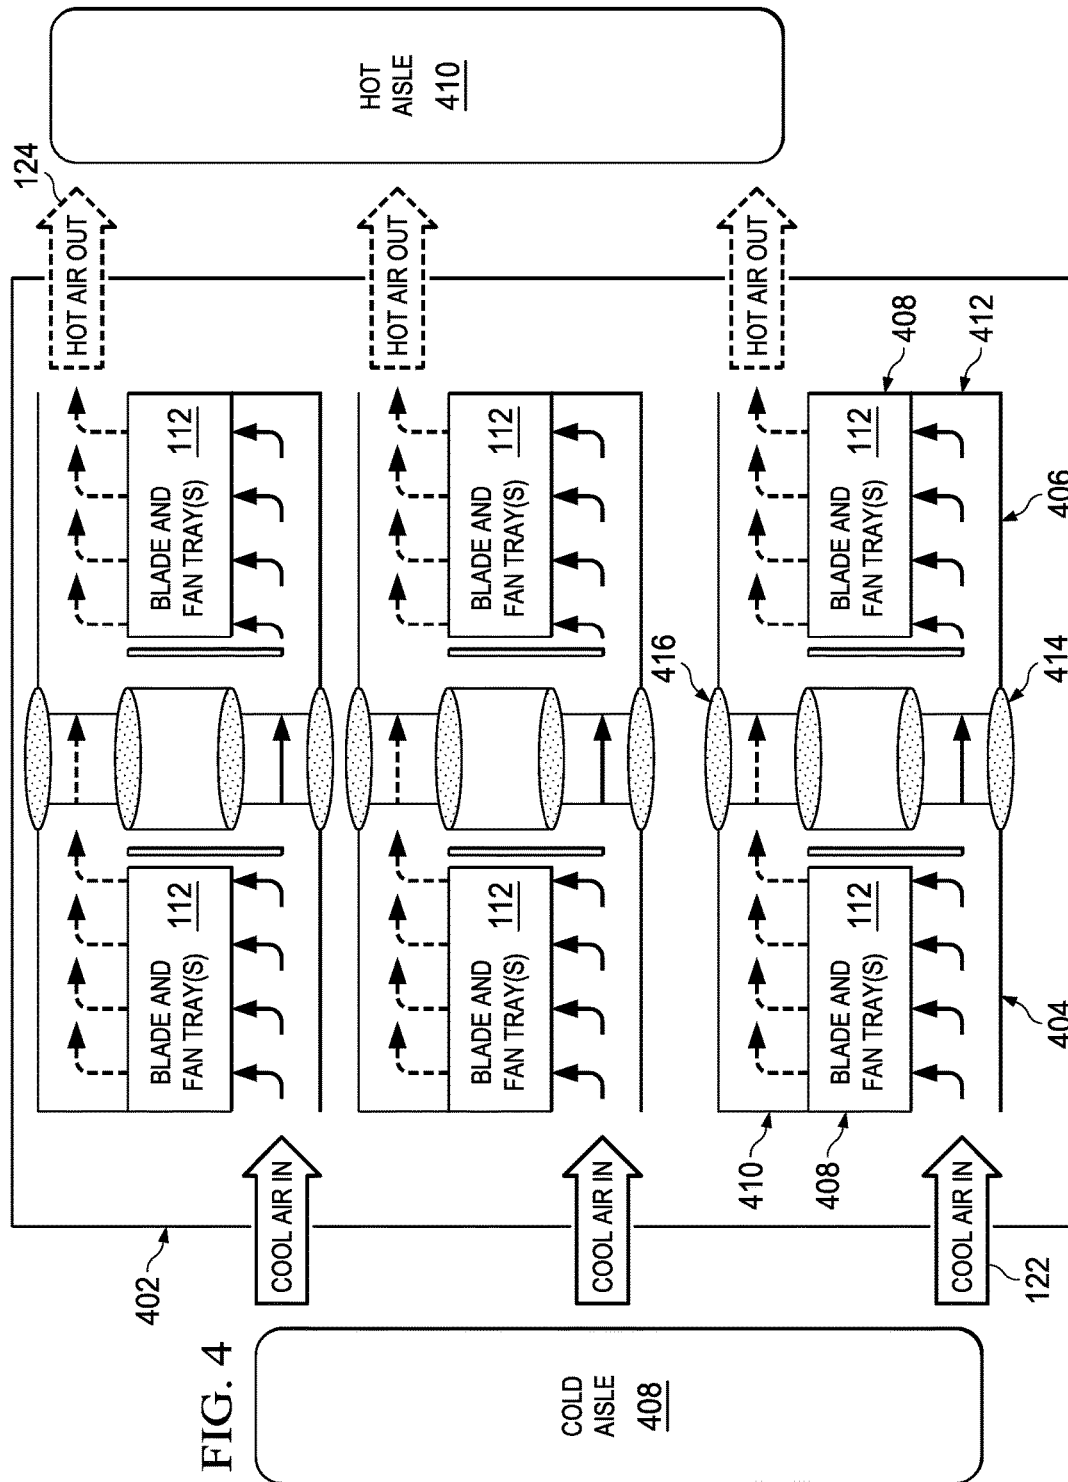 FIG. 4
HOT
AISLE
410
124
HOT AIR OUT
HOT AIR OUT
HOT AIR OUT
BLADE AND
FAN TRAY(S)
112
BLADE AND
FAN TRAY(S)
112
BLADE AND
FAN TRAY(S)
112
408
412
406
416
414
BLADE AND
FAN TRAY(S)
112
BLADE AND
FAN TRAY(S)
112
BLADE AND
FAN TRAY(S)
112
404
410
408
402
COOL AIR IN
COOL AIR IN
COOL AIR IN
122
COLD
AISLE
408